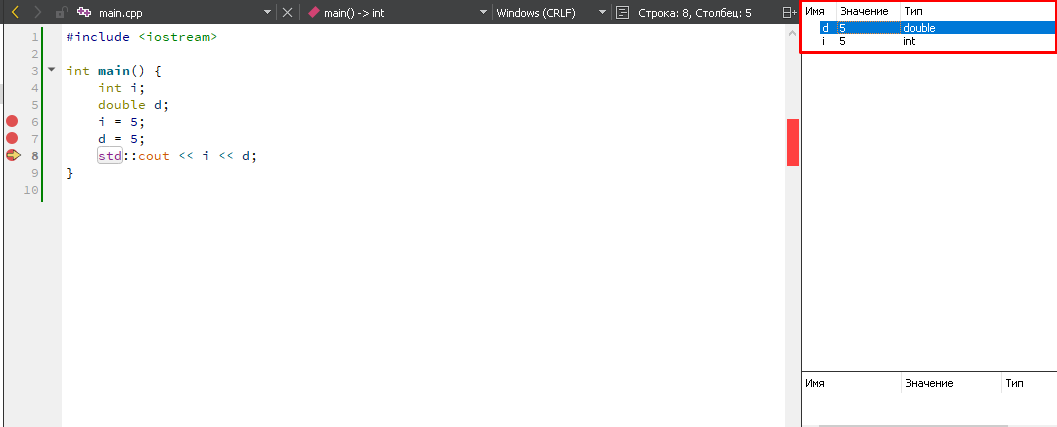 main.cpp main() -> int Windows (CRLF) Строка: 8, Столбец: 5
Имя Значение Тип
d 5 double
i 5 int
1 #include <iostream>
2
3 int main() {
4 int i;
5 double d;
6 i = 5;
7 d = 5;
8 std::cout << i << d;
9 }
10
Имя Значение Тип